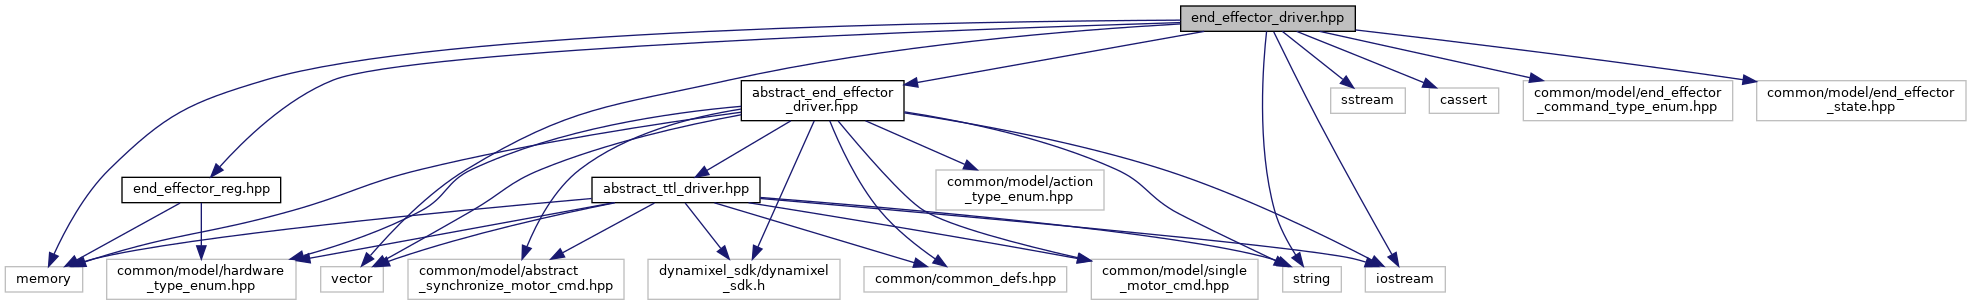 end_effector_driver.hpp
abstract_end_effector
_driver.hpp
sstream
cassert
common/model/end_effector
_command_type_enum.hpp
common/model/end_effector
_state.hpp
end_effector_reg.hpp
abstract_ttl_driver.hpp
common/model/action
_type_enum.hpp
memory
common/model/hardware
_type_enum.hpp
vector
common/model/abstract
_synchronize_motor_cmd.hpp
dynamixel_sdk/dynamixel
_sdk.h
common/common_defs.hpp
common/model/single
_motor_cmd.hpp
string
iostream